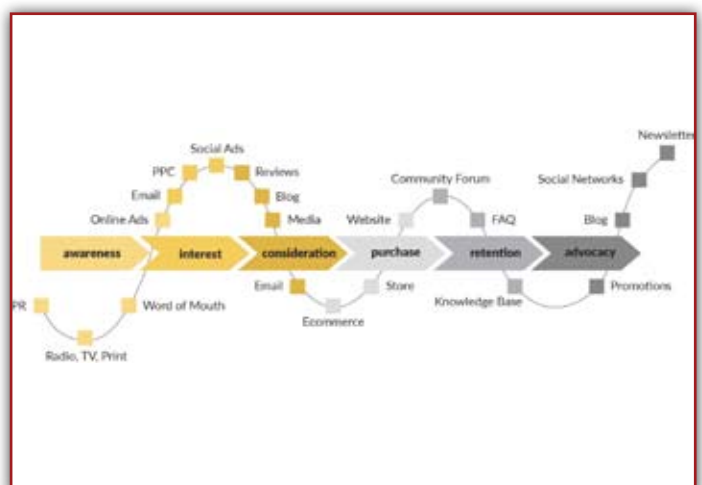 Newsletter
Social Ads
PPC
Reviews
Community Forum
Social Networks
Email
Blog
Online Ads
Media
Website
FAQ
Blog
awareness
interest
consideration
purchase
retention
advocacy
Email
Store
Promotions
PR
Word of Mouth
Knowledge Base
Ecommerce
Radio, TV, Print